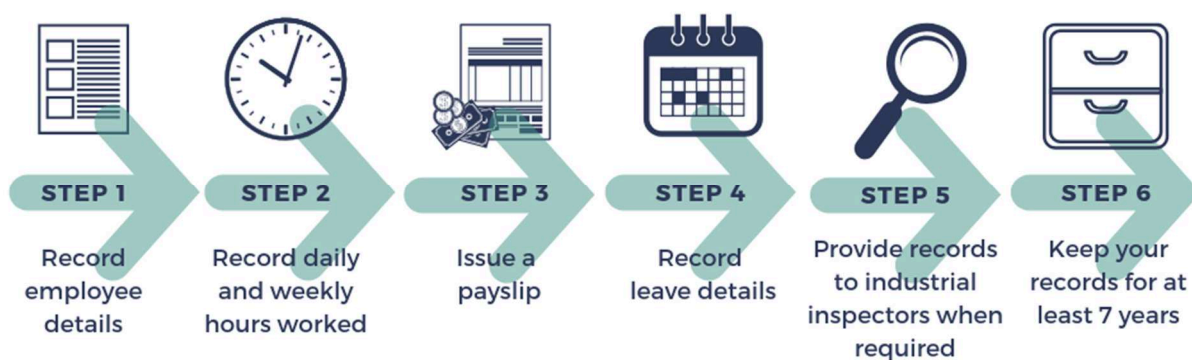 STEP 1
Record
employee
details
STEP 2
Record daily
and weekly
hours worked
STEP 3
Issue a
payslip
STEP 4
Record
leave details
STEP 5
Provide records
to industrial
inspectors when
required
STEP 6
Keep your
records for at
least 7 years